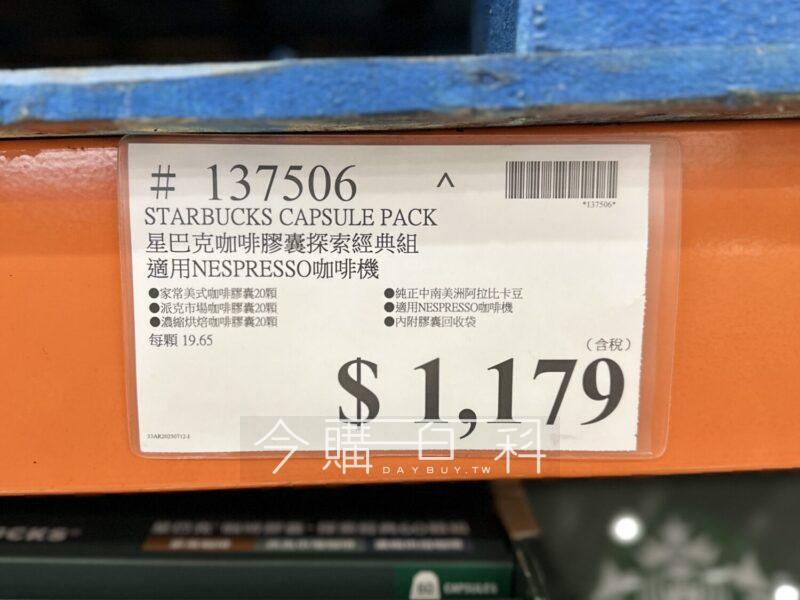 # 137506 ^
*137506*
STARBUCKS CAPSULE PACK
星巴克咖啡膠囊探索經典組
適用NESPRESSO咖啡機
●家常美式咖啡膠囊20顆
●派克市場咖啡膠囊20顆
●濃縮烘焙咖啡膠囊20顆
●純正中南美洲阿拉比卡豆
●適用NESPRESSO咖啡機
●內附膠囊回收袋
每顆 19.65
(含稅)
$ 1,179
今購百科
DAYBUY.TW
60 CAPSULES